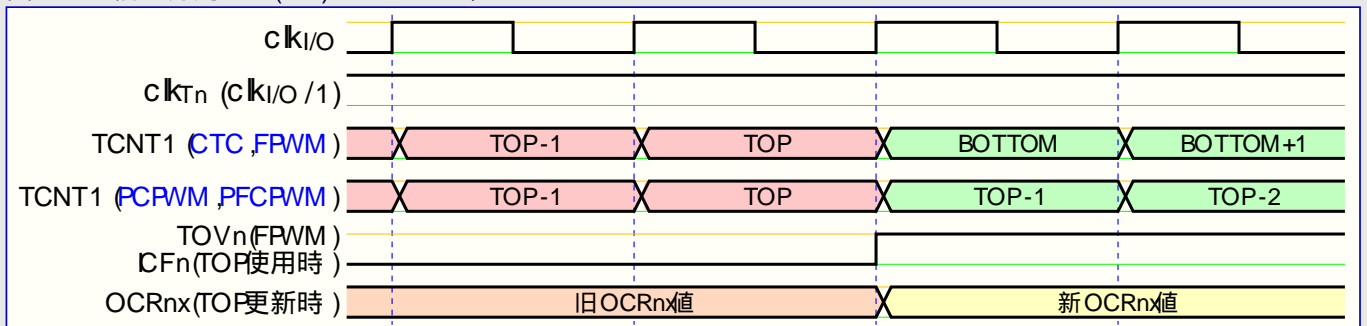 clkI/O
clkTn (clkI/O /1)
TCNT1 (CTC,FPWM) TOP-1 TOP BOTTOM BOTTOM+1
TCNT1 (PCPWM,PFCPWM) TOP-1 TOP TOP-1 TOP-2
TOVn(FPWM)
ICFn(TOP使用時)
OCRnx(TOP更新時) 旧OCRnx値 新OCRnx値